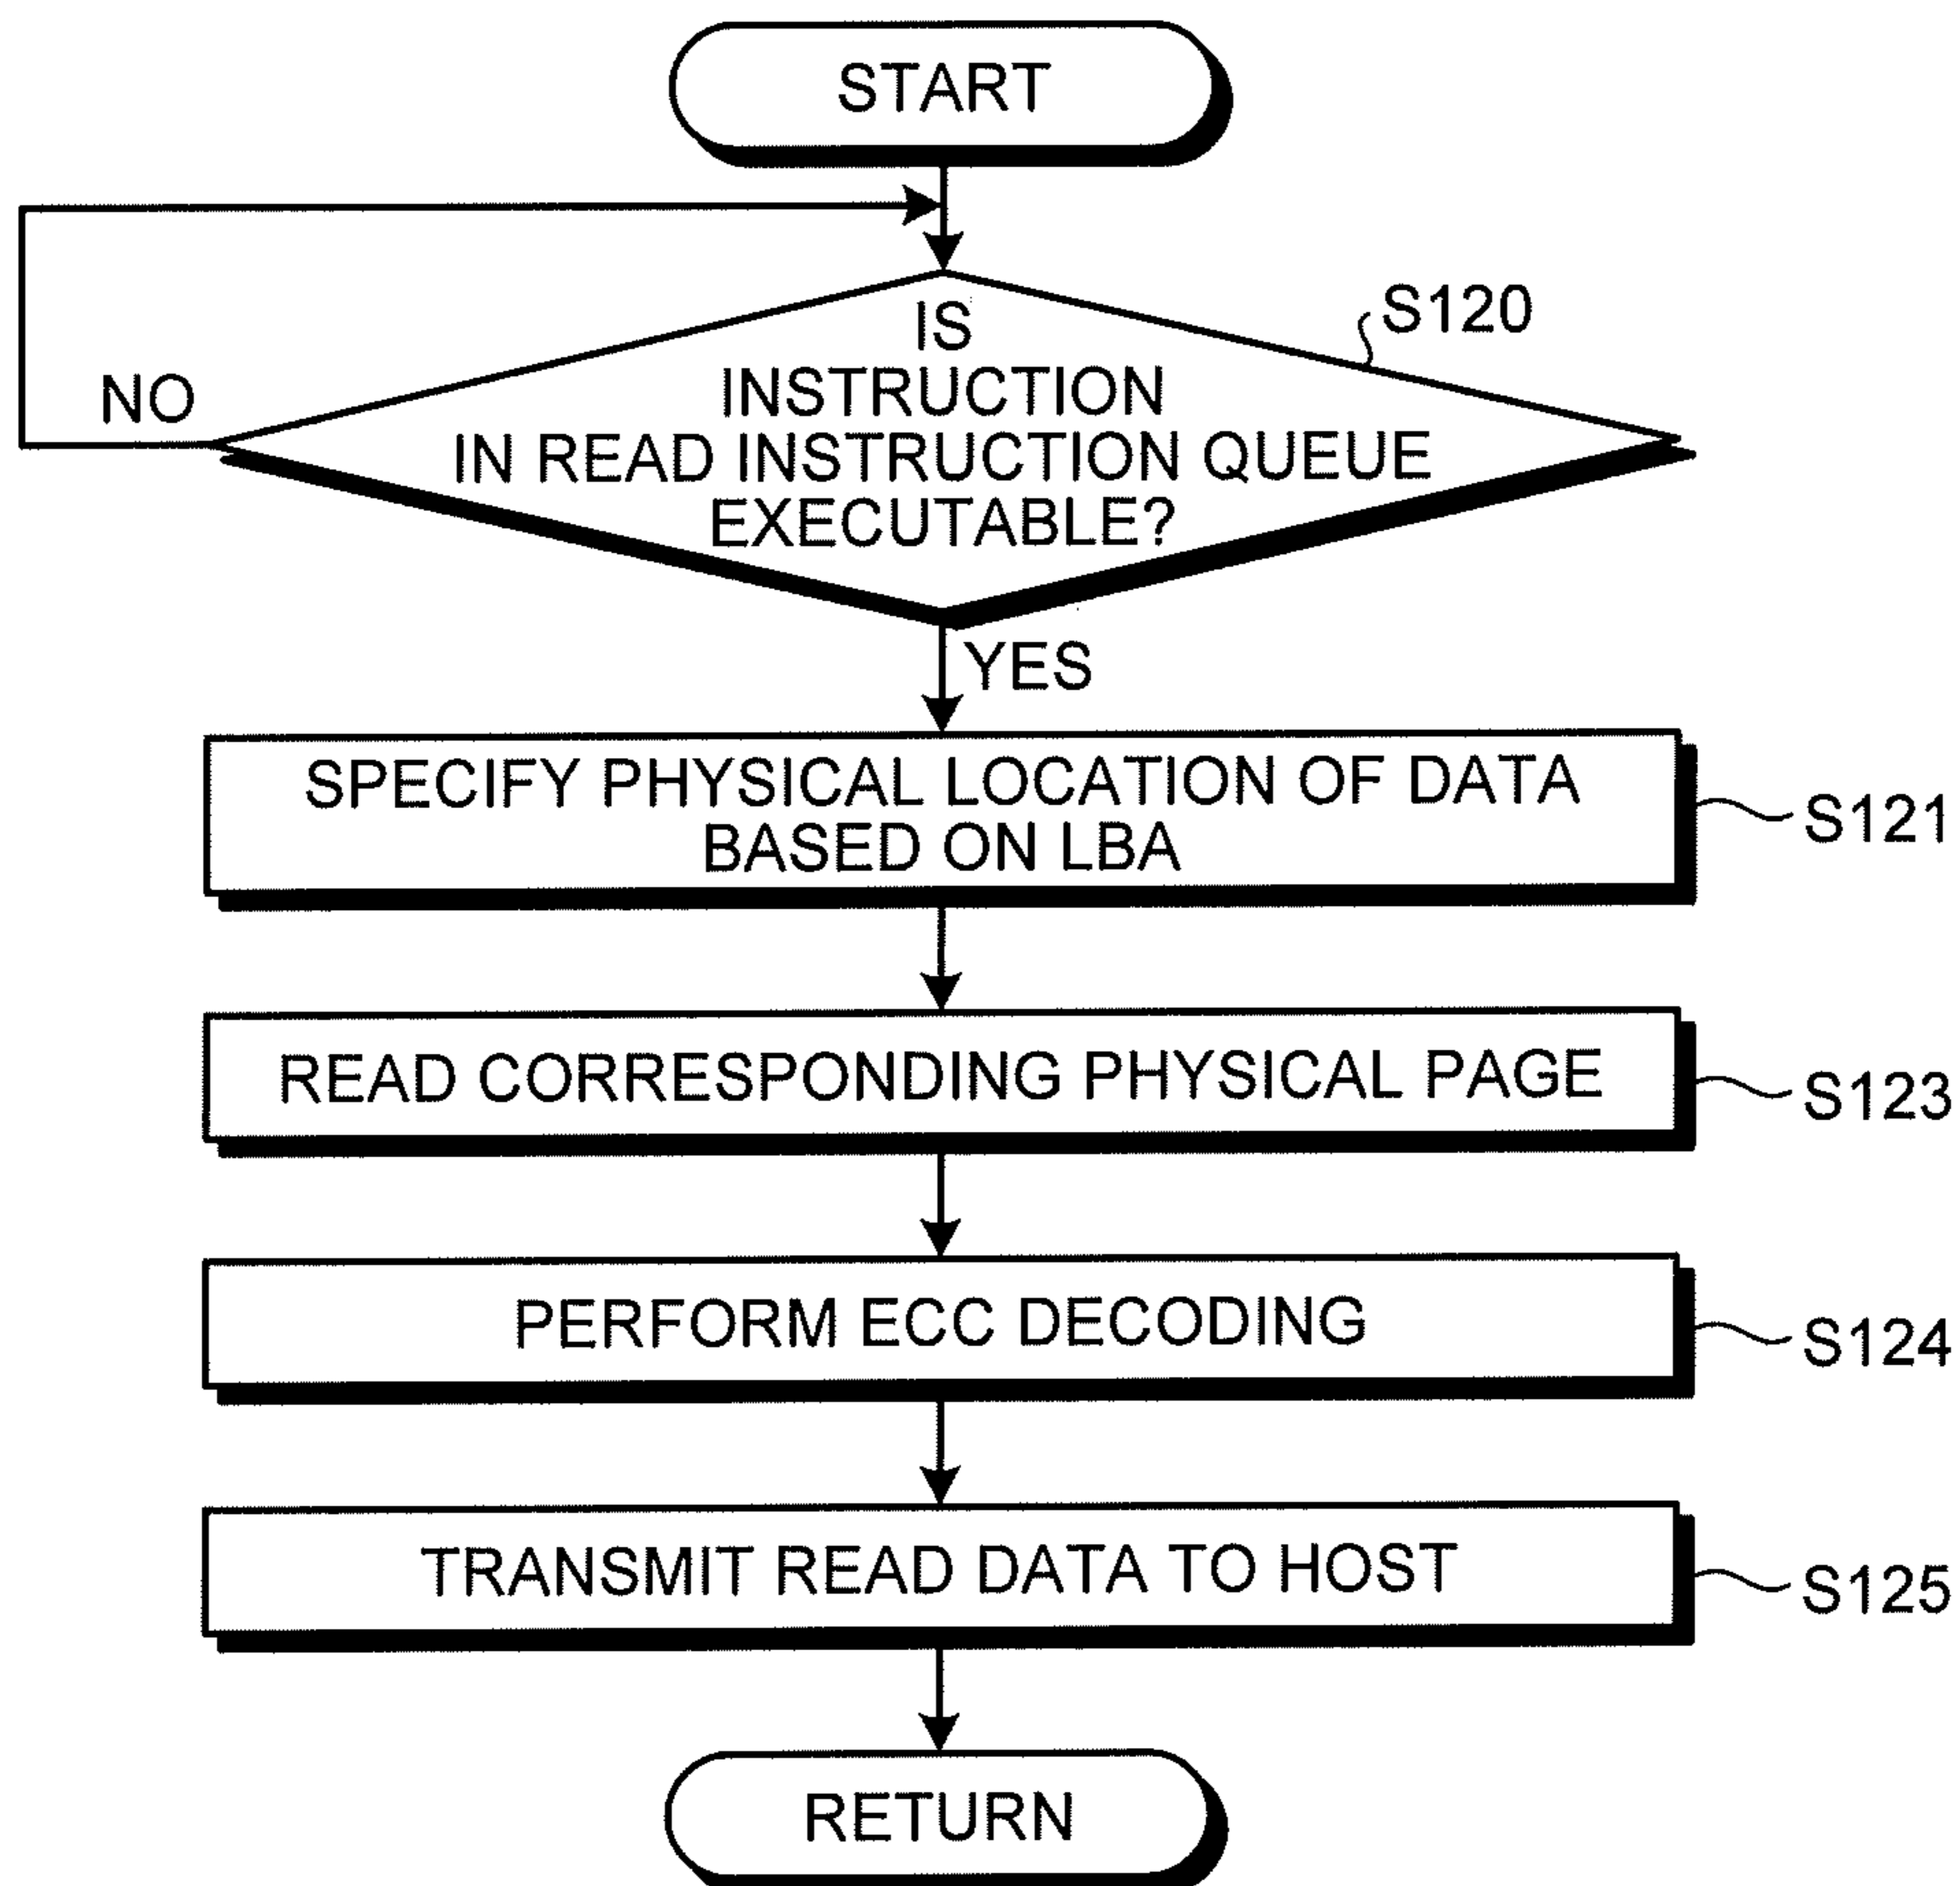 START
IS
INSTRUCTION
IN READ INSTRUCTION QUEUE
EXECUTABLE?
S120
NO
YES
SPECIFY PHYSICAL LOCATION OF DATA
BASED ON LBA
S121
READ CORRESPONDING PHYSICAL PAGE
S123
PERFORM ECC DECODING
S124
TRANSMIT READ DATA TO HOST
S125
RETURN